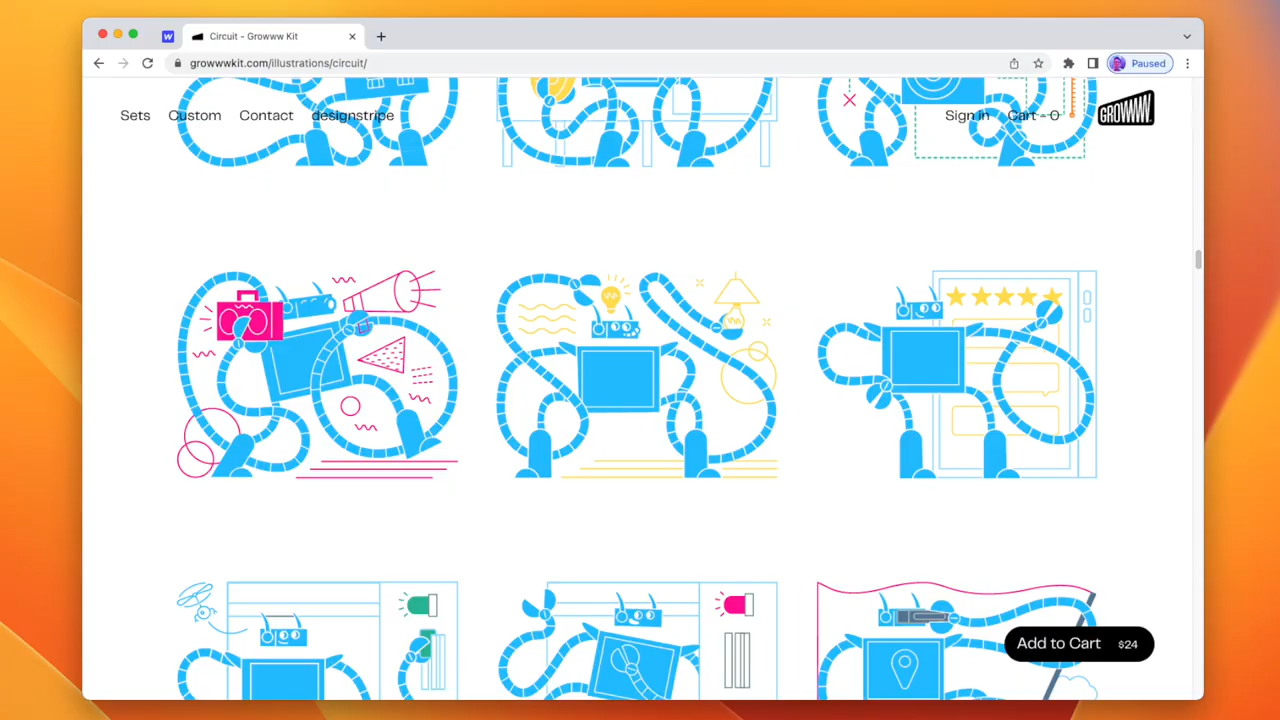 Circuit - Growww Kit
growwwkit.com/illustrations/circuit/
Paused
Sets Custom Contact designstripe Sign in Cart - 0 GROWWW.
Add to Cart $24